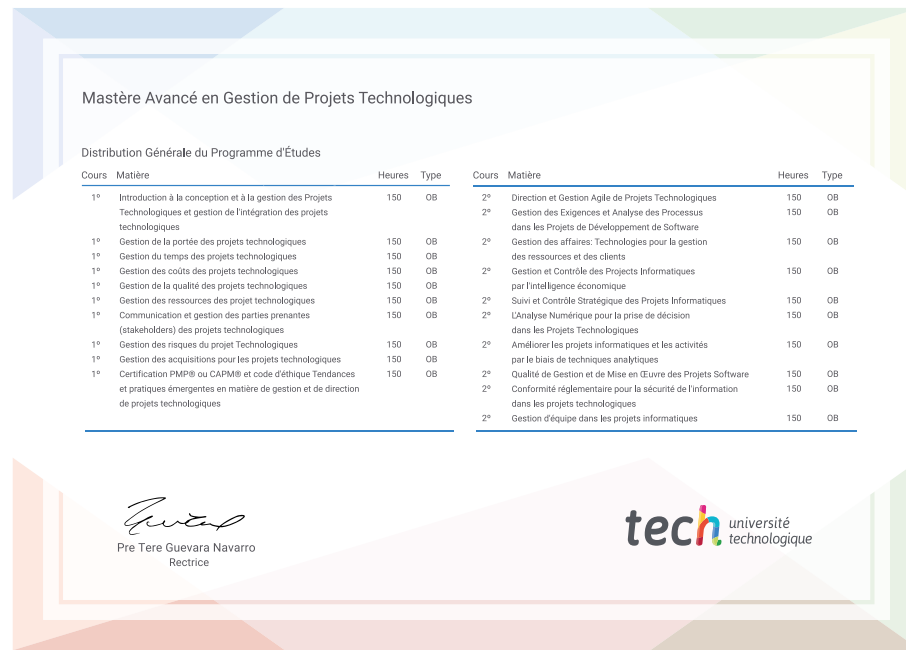 Mastère Avancé en Gestion de Projets Technologiques
Distribution Générale du Programme d'Études
Cours Matière Heures Type
1º Introduction à la conception et à la gestion des Projets 150 OB
Technologiques et gestion de l'intégration des projets
technologiques
1º Gestion de la portée des projets technologiques 150 OB
1º Gestion du temps des projets technologiques 150 OB
1º Gestion des coûts des projets technologiques 150 OB
1º Gestion de la qualité des projets technologiques 150 OB
1º Gestion des ressources des projet technologiques 150 OB
1º Communication et gestion des parties prenantes 150 OB
(stakeholders) des projets technologiques
1º Gestion des risques du projet Technologiques 150 OB
1º Gestion des acquisitions pour les projets technologiques 150 OB
1º Certification PMP® ou CAPM® et code d'éthique Tendances 150 OB
et pratiques émergentes en matière de gestion et de direction
de projets technologiques
Cours Matière Heures Type
2º Direction et Gestion Agile de Projets Technologiques 150 OB
2º Gestion des Exigences et Analyse des Processus 150 OB
dans les Projets de Développement de Software
2º Gestion des affaires: Technologies pour la gestion 150 OB
des ressources et des clients
2º Gestion et Contrôle des Projects Informatiques 150 OB
par l'intelligence économique
2º Suivi et Contrôle Stratégique des Projets Informatiques 150 OB
2º L'Analyse Numérique pour la prise de décision 150 OB
dans les Projets Technologiques
2º Améliorer les projets informatiques et les activités 150 OB
par le biais de techniques analytiques
2º Qualité de Gestion et de Mise en Œuvre des Projets Software 150 OB
2º Conformité réglementaire pour la sécurité de l'information 150 OB
dans les projets technologiques
2º Gestion d'équipe dans les projets informatiques 150 OB
Pre Tere Guevara Navarro
Rectrice
tech université
technologique